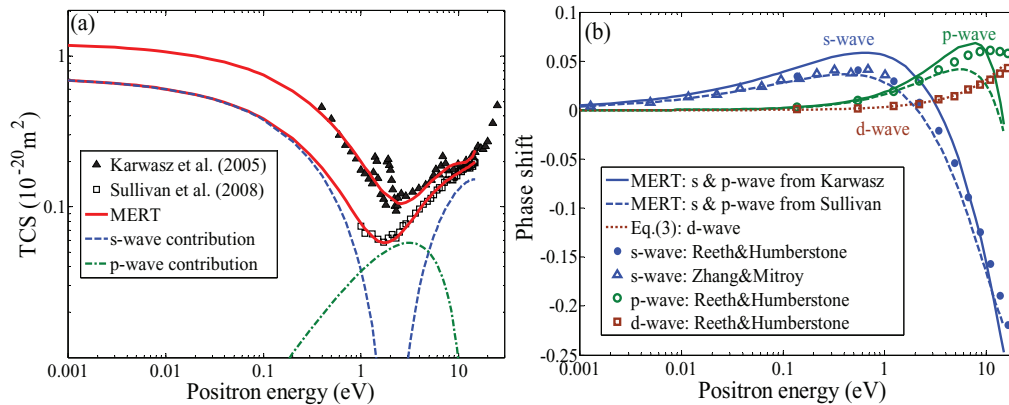 (a)
TCS (10⁻²⁰ m²)
1
0.1
Karwasz et al. (2005)
Sullivan et al. (2008)
MERT
s-wave contribution
p-wave contribution
0.001 0.01 0.1 1 10
Positron energy (eV)
(b)
Phase shift
0.05
0
-0.05
-0.1
-0.15
-0.2
-0.25
s-wave
p-wave
d-wave
MERT: s & p-wave from Karwasz
MERT: s & p-wave from Sullivan
Eq.(3): d-wave
s-wave: Reeth&Humberstone
s-wave: Zhang&Mitroy
p-wave: Reeth&Humberstone
d-wave: Reeth&Humberstone
0.001 0.01 0.1 1 10
Positron energy (eV)